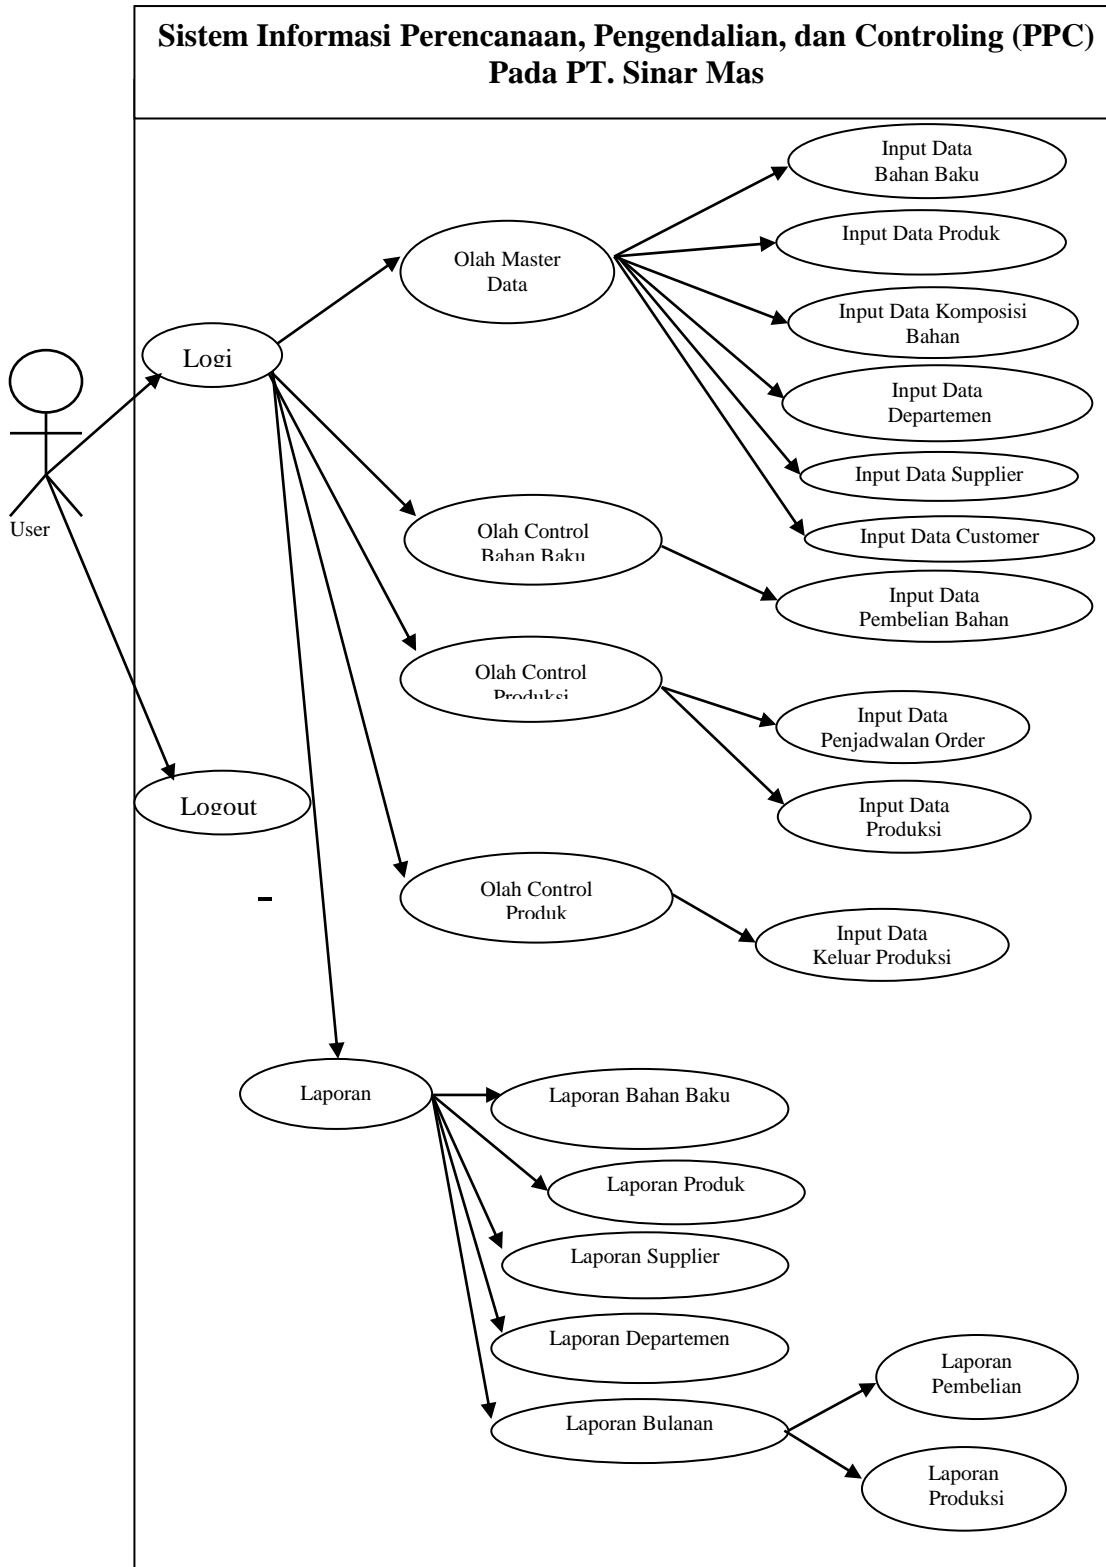 Sistem Informasi Perencanaan, Pengendalian, dan Controling (PPC)
Pada PT. Sinar Mas
Input Data
Bahan Baku
Input Data Produk
Olah Master
Data
Input Data Komposisi
Bahan
Logi
Input Data
Departemen
Input Data Supplier
User
Olah Control
Bahan Baku
Input Data Customer
Input Data
Pembelian Bahan
Olah Control
Produksi
Input Data
Penjadwalan Order
Logout
Input Data
Produksi
Olah Control
Produk
-
Input Data
Keluar Produksi
Laporan
Laporan Bahan Baku
Laporan Produk
Laporan Supplier
Laporan Departemen
Laporan Bulanan
Laporan
Pembelian
Laporan
Produksi